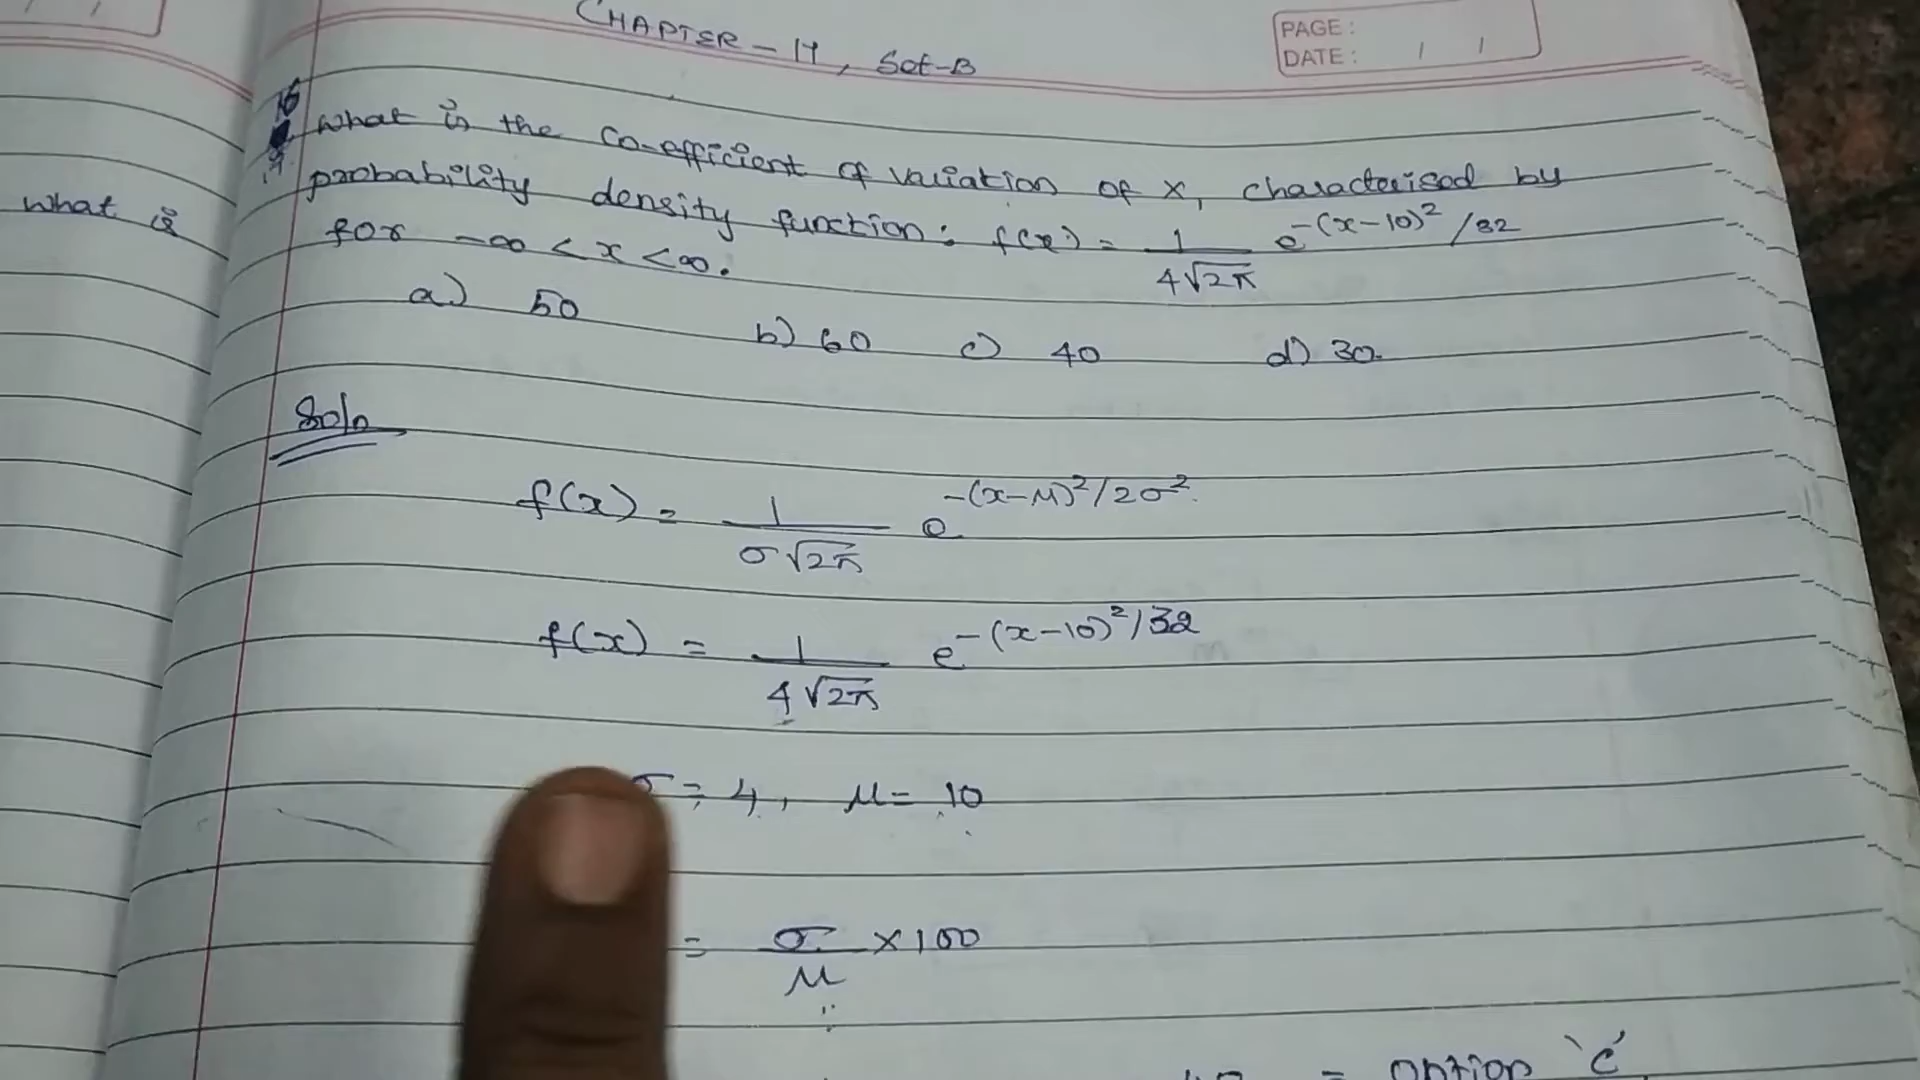 CHAPTER - 17, Set-B
PAGE :
DATE : / /
16
what is the co-efficient of variation of x, characterised by
probability density function: f(x) = 1/4√2π e^-(x-10)²/32
for -∞ < x < ∞.
a) 50 b) 60 c) 40 d) 30.
what is
Soln
f(x) = 1/σ√2π e^-(x-μ)²/2σ².
f(x) = 1/4√2π e^-(x-10)²/32
σ = 4, μ = 10
= σ/μ × 100
= option 'c'